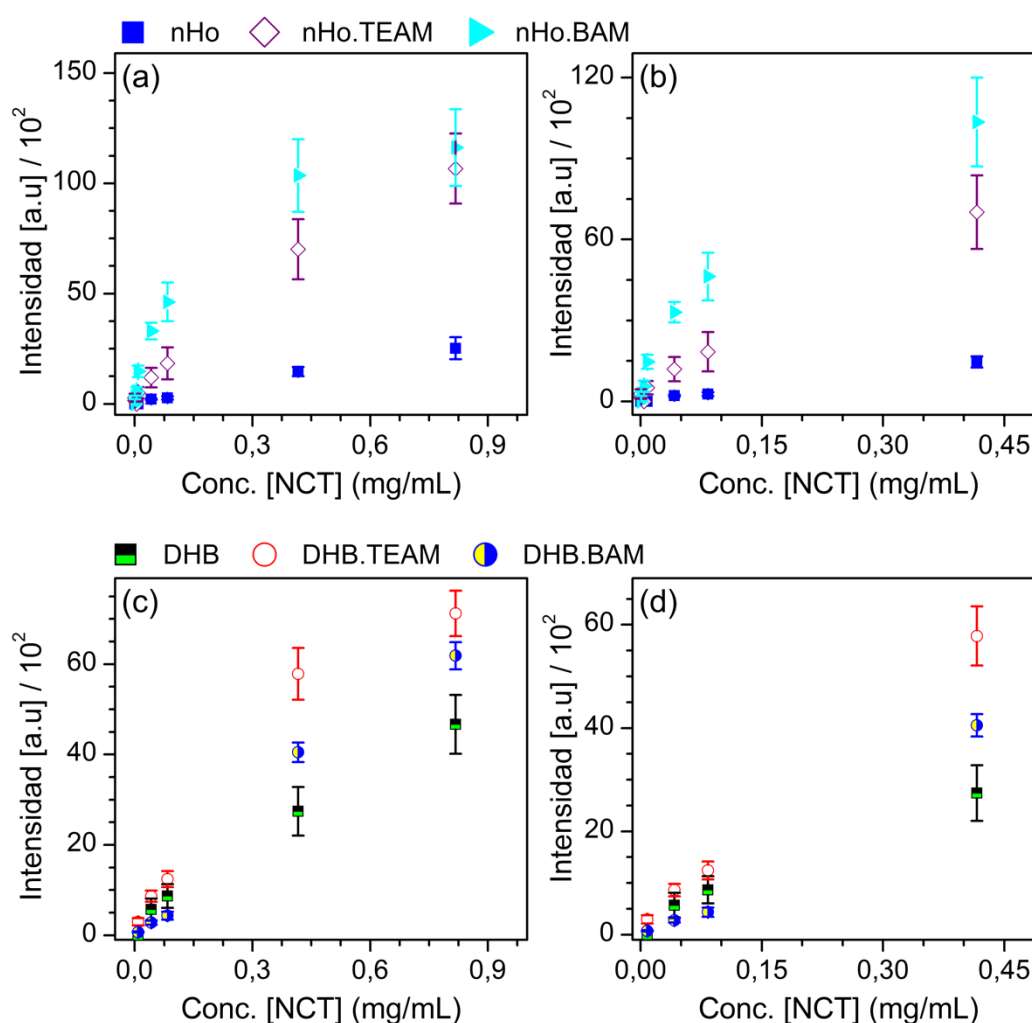 nHo nHo.TEAM nHo.BAM
(a)
150
100
50
0
Intensidad [a.u] / 10²
0,0 0,3 0,6 0,9
Conc. [NCT] (mg/mL)
(b)
120
60
0
Intensidad [a.u] / 10²
0,00 0,15 0,30 0,45
Conc. [NCT] (mg/mL)
DHB DHB.TEAM DHB.BAM
(c)
60
40
20
0
Intensidad [a.u] / 10²
0,0 0,3 0,6 0,9
Conc. [NCT] (mg/mL)
(d)
60
40
20
0
Intensidad [a.u] / 10²
0,00 0,15 0,30 0,45
Conc. [NCT] (mg/mL)